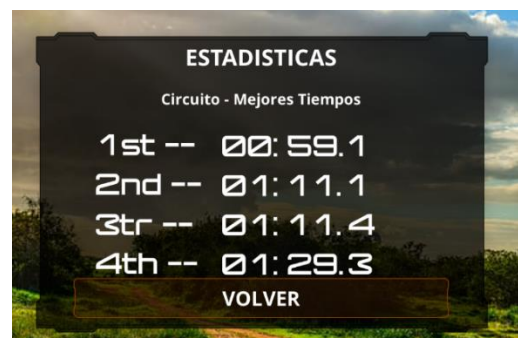 ESTADISTICAS
Circuito - Mejores Tiempos
1st -- 00:59.1
2nd -- 01:11.1
3tr -- 01:11.4
4th -- 01:29.3
VOLVER